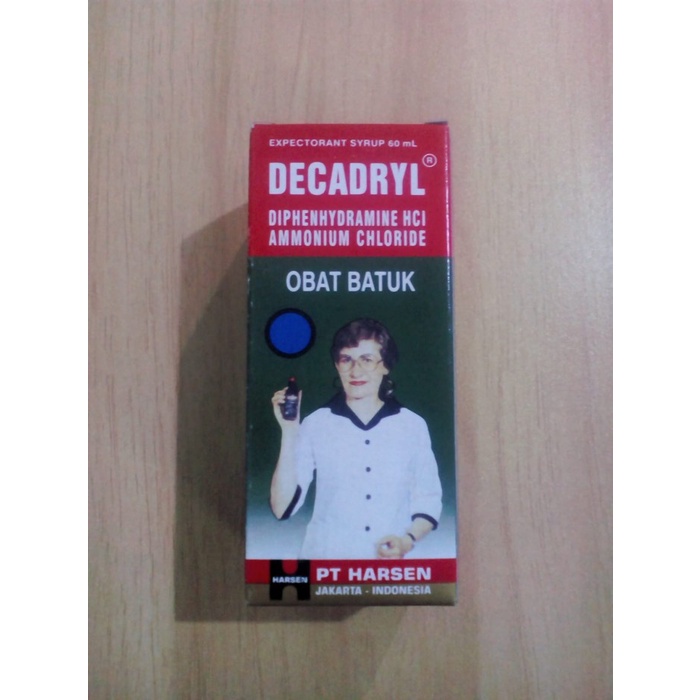 EXPECTORANT SYRUP 60 mL
DECADRYL®
DIPHENHYDRAMINE HCl
AMMONIUM CHLORIDE
OBAT BATUK
HARSEN
PT HARSEN
JAKARTA - INDONESIA